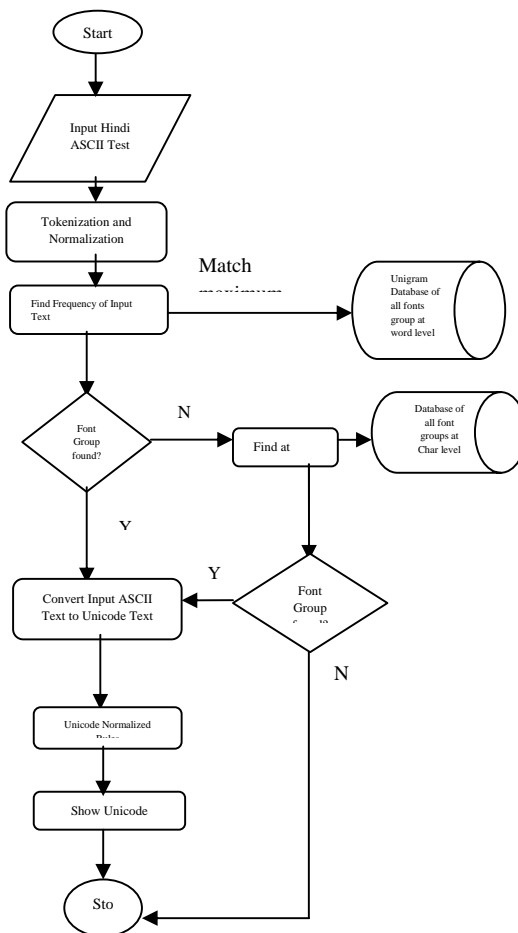 Start
Input Hindi
ASCII Test
Tokenization and
Normalization
Match
Find Frequency of Input
Text
Unigram
Database of
all fonts
group at
word level
Font
Group
found?
N
Find at
Database of
all font
groups at
Char level
Y
Convert Input ASCII
Text to Unicode Text
Y
Font
Group
N
Unicode Normalized
Show Unicode
Sto